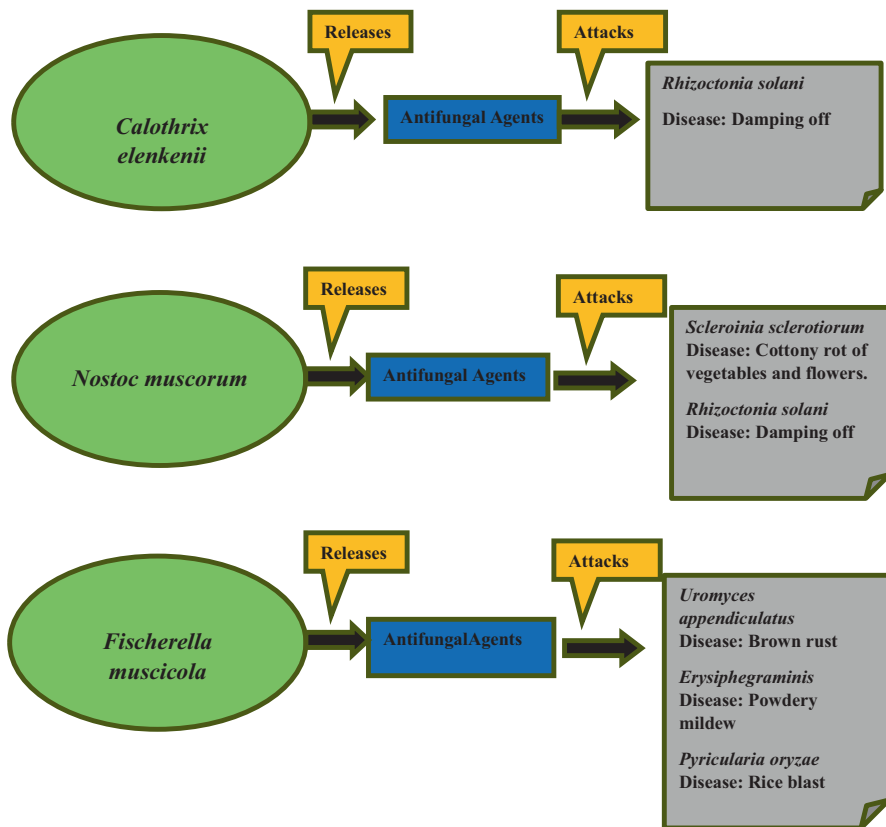 Releases
Attacks
Calothrix
elenkenii
Antifungal Agents
Rhizoctonia solani
Disease: Damping off
Releases
Attacks
Nostoc muscorum
Antifungal Agents
Scleroinia sclerotiorum
Disease: Cottony rot of
vegetables and flowers.
Rhizoctonia solani
Disease: Damping off
Releases
Attacks
Fischerella
muscicola
AntifungalAgents
Uromyces
appendiculatus
Disease: Brown rust
Erysiphegraminis
Disease: Powdery
mildew
Pyricularia oryzae
Disease: Rice blast